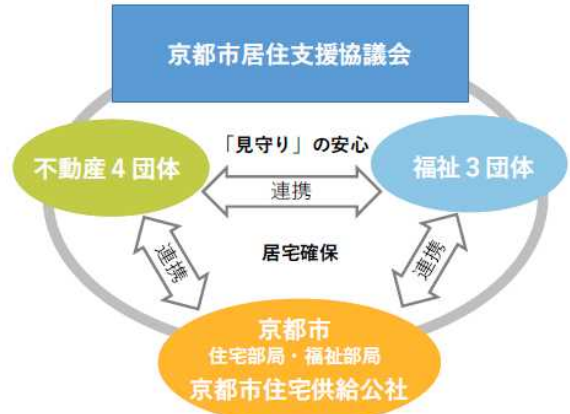 京都市居住支援協議会
「見守り」の安心
不動産4団体
連携
福祉3団体
居宅確保
連携
連携
京都市
住宅部局・福祉部局
京都市住宅供給公社